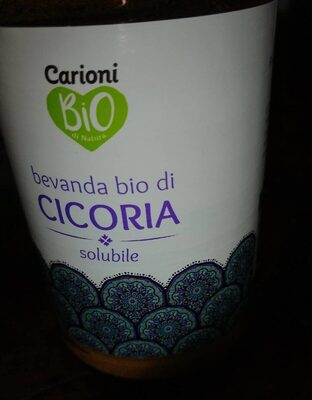 Carioni
BiO
di Natura
bevanda bio di
CICORIA
solubile